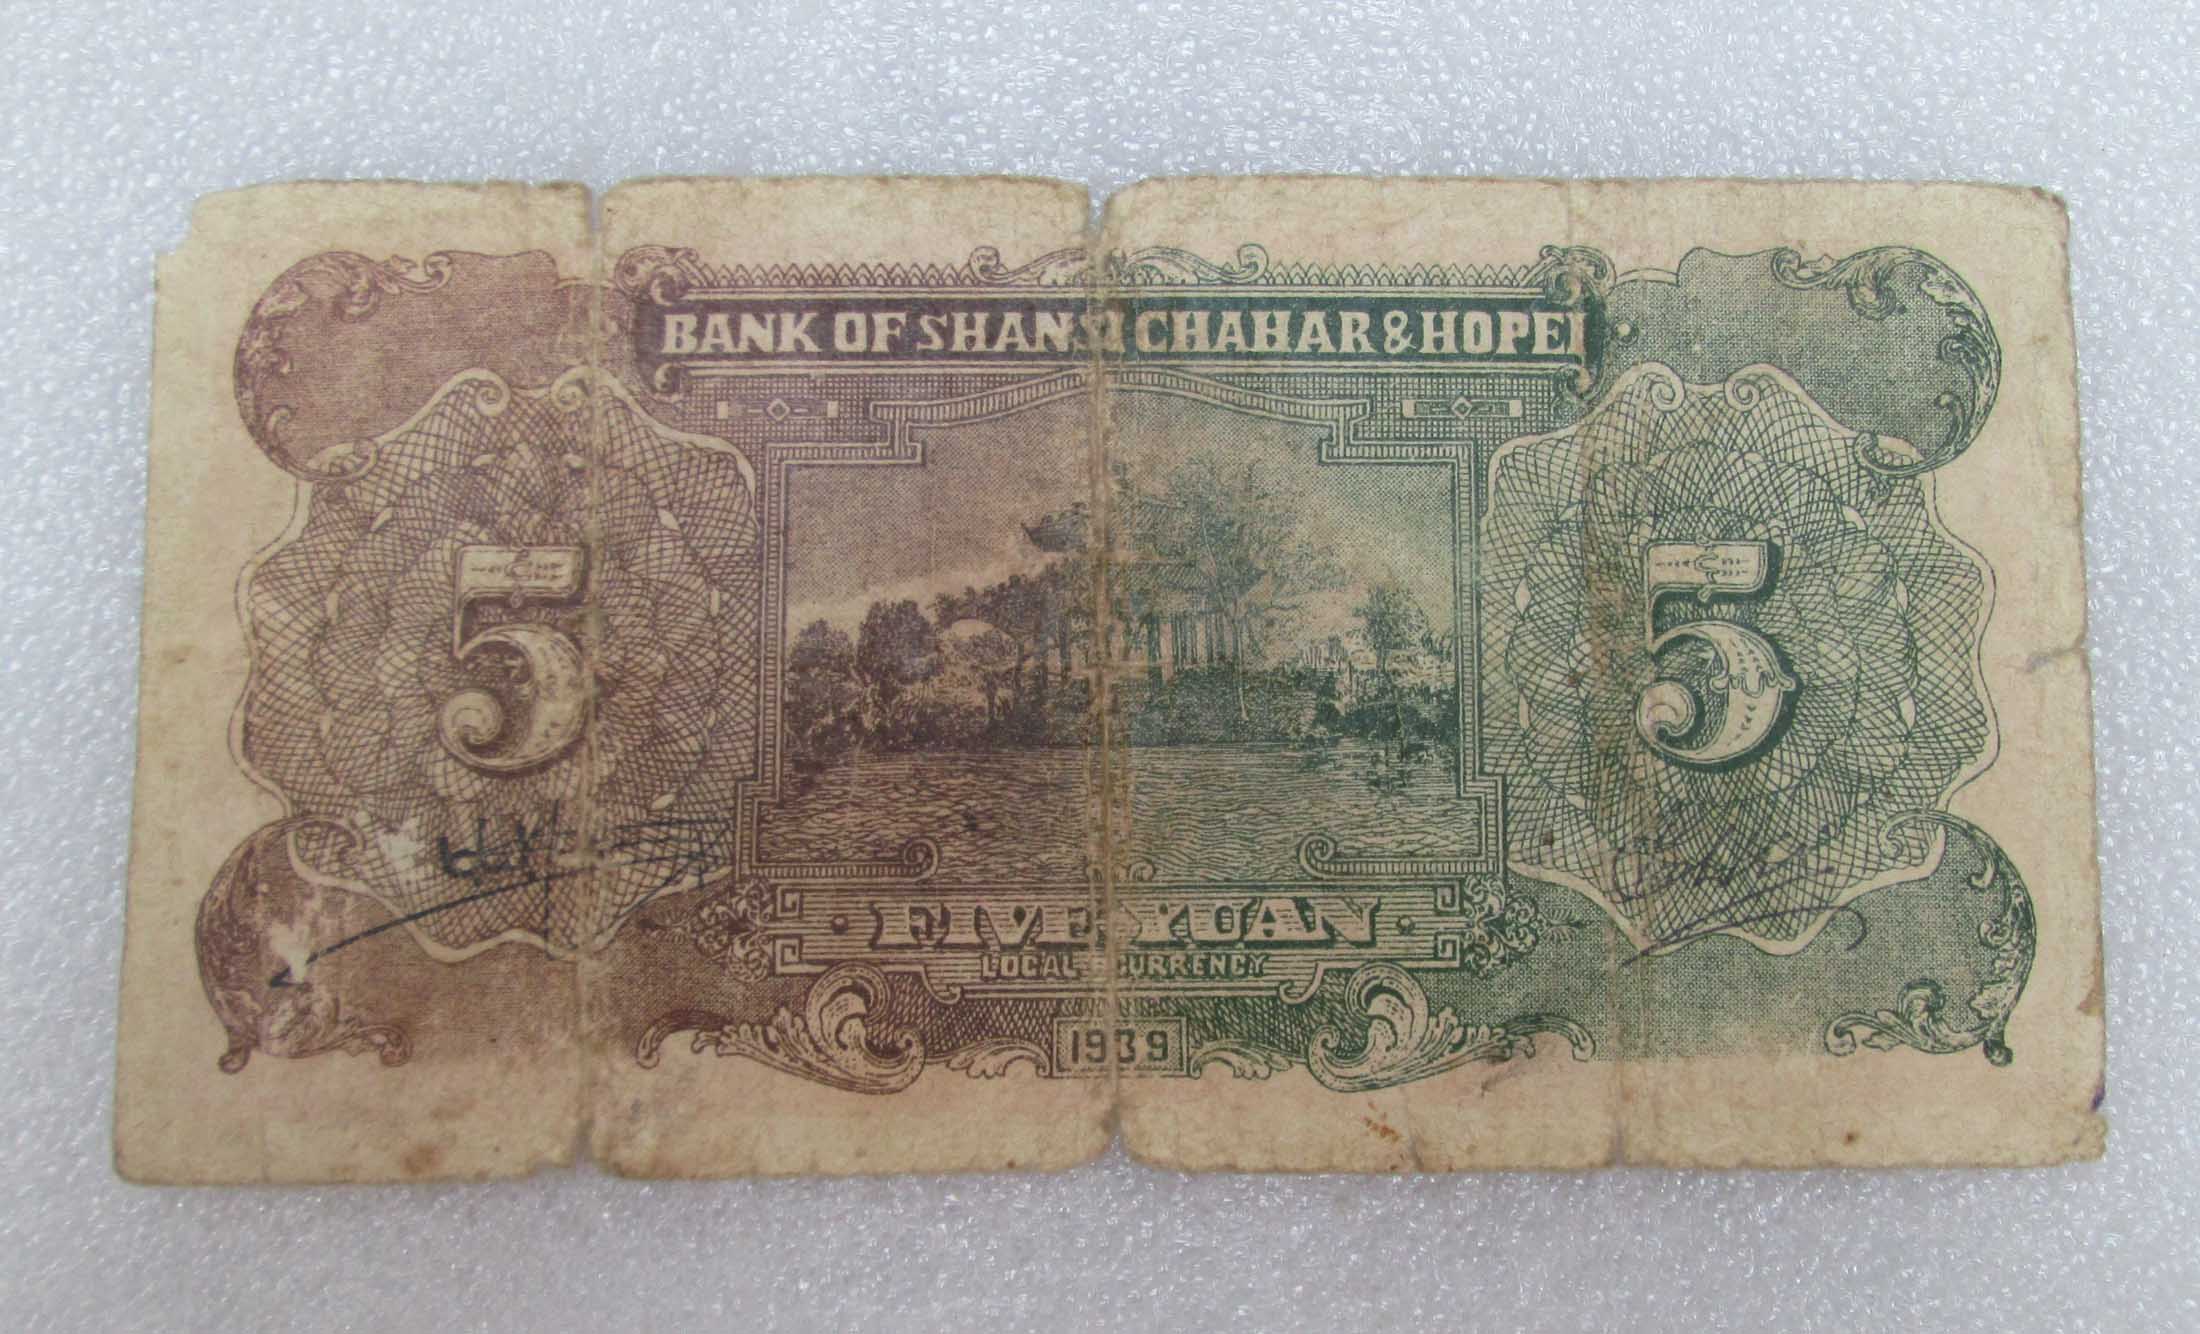 BANK OF SHANSI CHAHAR & HOPEI
5
5
FIVE YUAN
LOCAL CURRENCY
1939